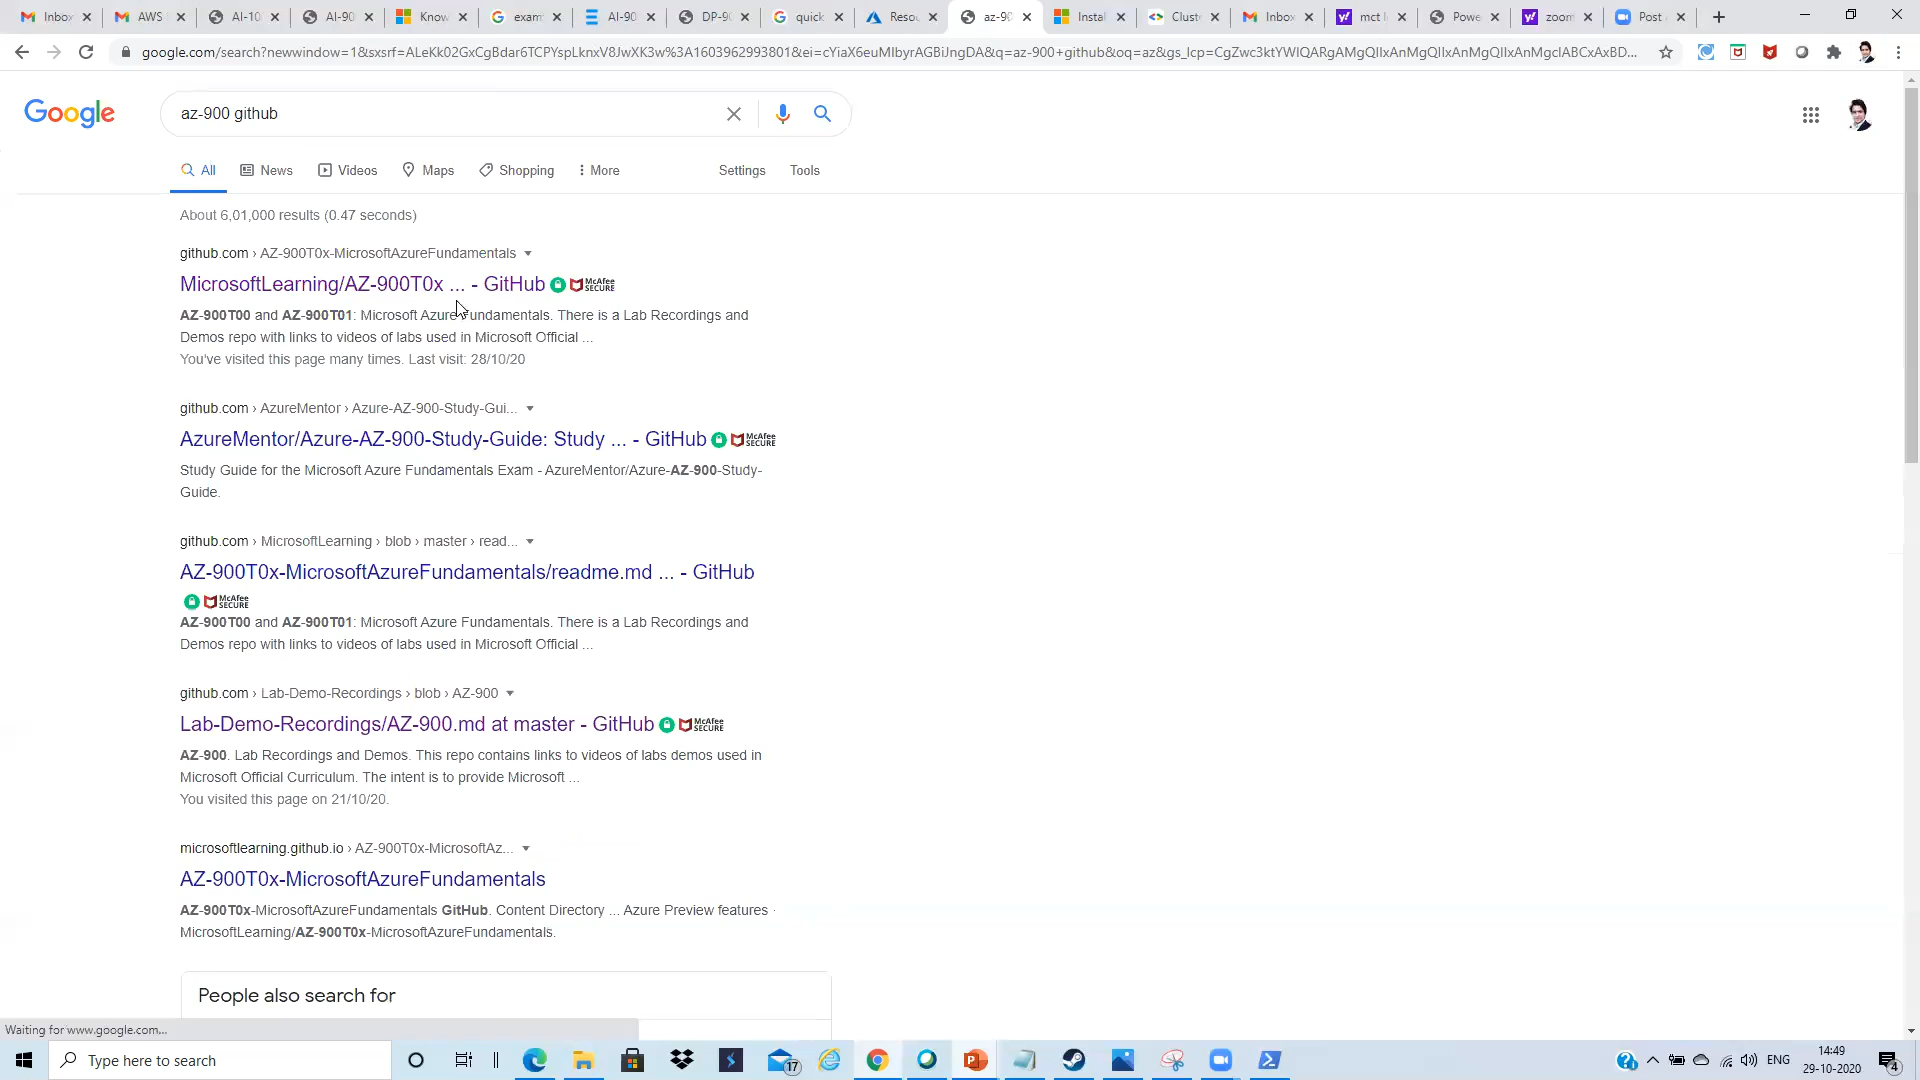 Inbox
AWS
AI-10
AI-90
Know
exam
AI-90
DP-90
quick
Resou
az-90
Instal
Clust
Inbox
mct l
Powe
zoom
Post
google.com/search?newwindow=1&sxsrf=ALeKk02GxCgBdar6TCPYspLknxV8JwXK3w%3A1603962993801&ei=cYiaX6euMIbyrAGBiJngDA&q=az-900+github&oq=az&gs_lcp=CgZwc3ktYWIQARgAMgQIIxAnMgQIIxAnMgQIIxAnMgcIABCxAxBD...
Google
az-900 github
All
News
Videos
Maps
Shopping
More
Settings
Tools
About 6,01,000 results (0.47 seconds)
github.com › AZ-900T0x-MicrosoftAzureFundamentals
MicrosoftLearning/AZ-900T0x ... - GitHub McAfee SECURE
AZ-900T00 and AZ-900T01: Microsoft Azure Fundamentals. There is a Lab Recordings and
Demos repo with links to videos of labs used in Microsoft Official ...
You've visited this page many times. Last visit: 28/10/20
github.com › AzureMentor › Azure-AZ-900-Study-Gui...
AzureMentor/Azure-AZ-900-Study-Guide: Study ... - GitHub McAfee SECURE
Study Guide for the Microsoft Azure Fundamentals Exam - AzureMentor/Azure-AZ-900-Study-
Guide.
github.com › MicrosoftLearning › blob › master › read...
AZ-900T0x-MicrosoftAzureFundamentals/readme.md ... - GitHub
McAfee SECURE
AZ-900T00 and AZ-900T01: Microsoft Azure Fundamentals. There is a Lab Recordings and
Demos repo with links to videos of labs used in Microsoft Official ...
github.com › Lab-Demo-Recordings › blob › AZ-900
Lab-Demo-Recordings/AZ-900.md at master - GitHub McAfee SECURE
AZ-900. Lab Recordings and Demos. This repo contains links to videos of labs demos used in
Microsoft Official Curriculum. The intent is to provide Microsoft ...
You visited this page on 21/10/20.
microsoftlearning.github.io › AZ-900T0x-MicrosoftAz...
AZ-900T0x-MicrosoftAzureFundamentals
AZ-900T0x-MicrosoftAzureFundamentals GitHub. Content Directory ... Azure Preview features ·
MicrosoftLearning/AZ-900T0x-MicrosoftAzureFundamentals.
People also search for
Waiting for www.google.com...
Type here to search
17
ENG
14:49
29-10-2020
4